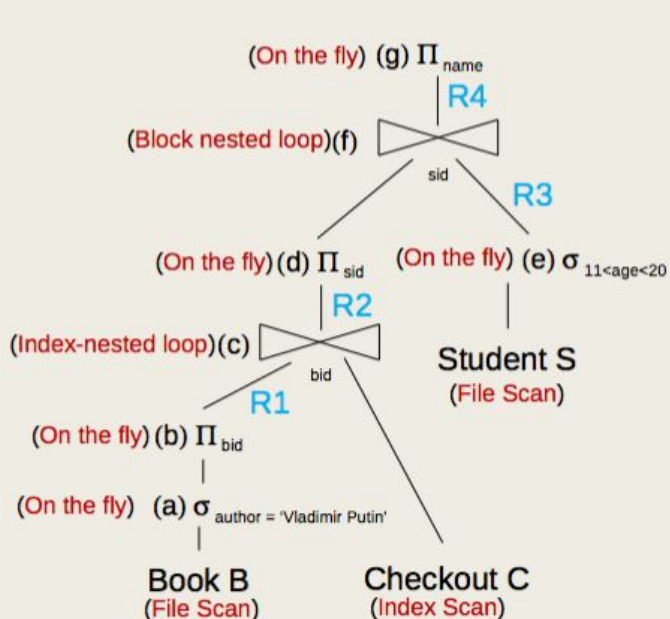 (On the fly) (g) Π name
R4
(Block nested loop)(f)
sid
R3
(On the fly) (d) Π sid
(On the fly) (e) σ 11<age<20
R2
(Index-nested loop)(c)
bid
Student S
(File Scan)
R1
(On the fly) (b) Π bid
(On the fly) (a) σ author = 'Vladimir Putin'
Book B
(File Scan)
Checkout C
(Index Scan)